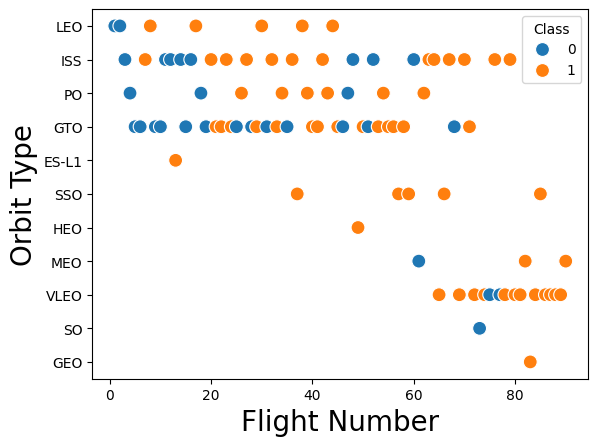 LEO
ISS
PO
GTO
ES-L1
SSO
HEO
MEO
VLEO
SO
GEO
Orbit Type
Class
0
1
0 20 40 60 80
Flight Number